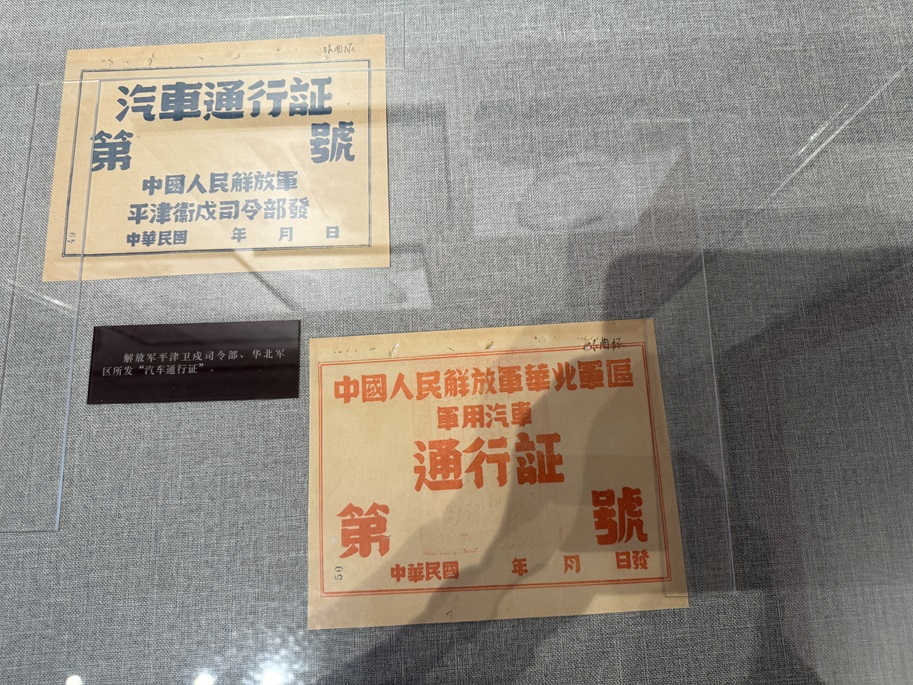 汽車通行証
第 號
中國人民解放軍
平津衞戍司令部發
中華民國 年 月 日
49
解放军平津卫戍司令部、华北军
区所发“汽车通行证”。
中國人民解放軍華北軍區
軍用汽車
通行証
第 號
中華民國 年 月 日發
50